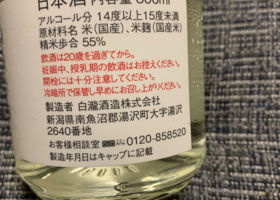 日本酒 内容量 300ml
アルコール分 14度以上15度未満
原材料名 米(国産)、米麹(国産米)
精米歩合 55%
飲酒は20歳を過ぎてから。
妊娠中、授乳期の飲酒はお控えください。
開栓には十分注意してください。
冷暗所で保管し早めにお召し上がりください。
製造者 白瀧酒造株式会社
新潟県南魚沼郡湯沢町大字湯沢
2640番地
お客様相談室 0120-858520
製造年月日はキャップに記載